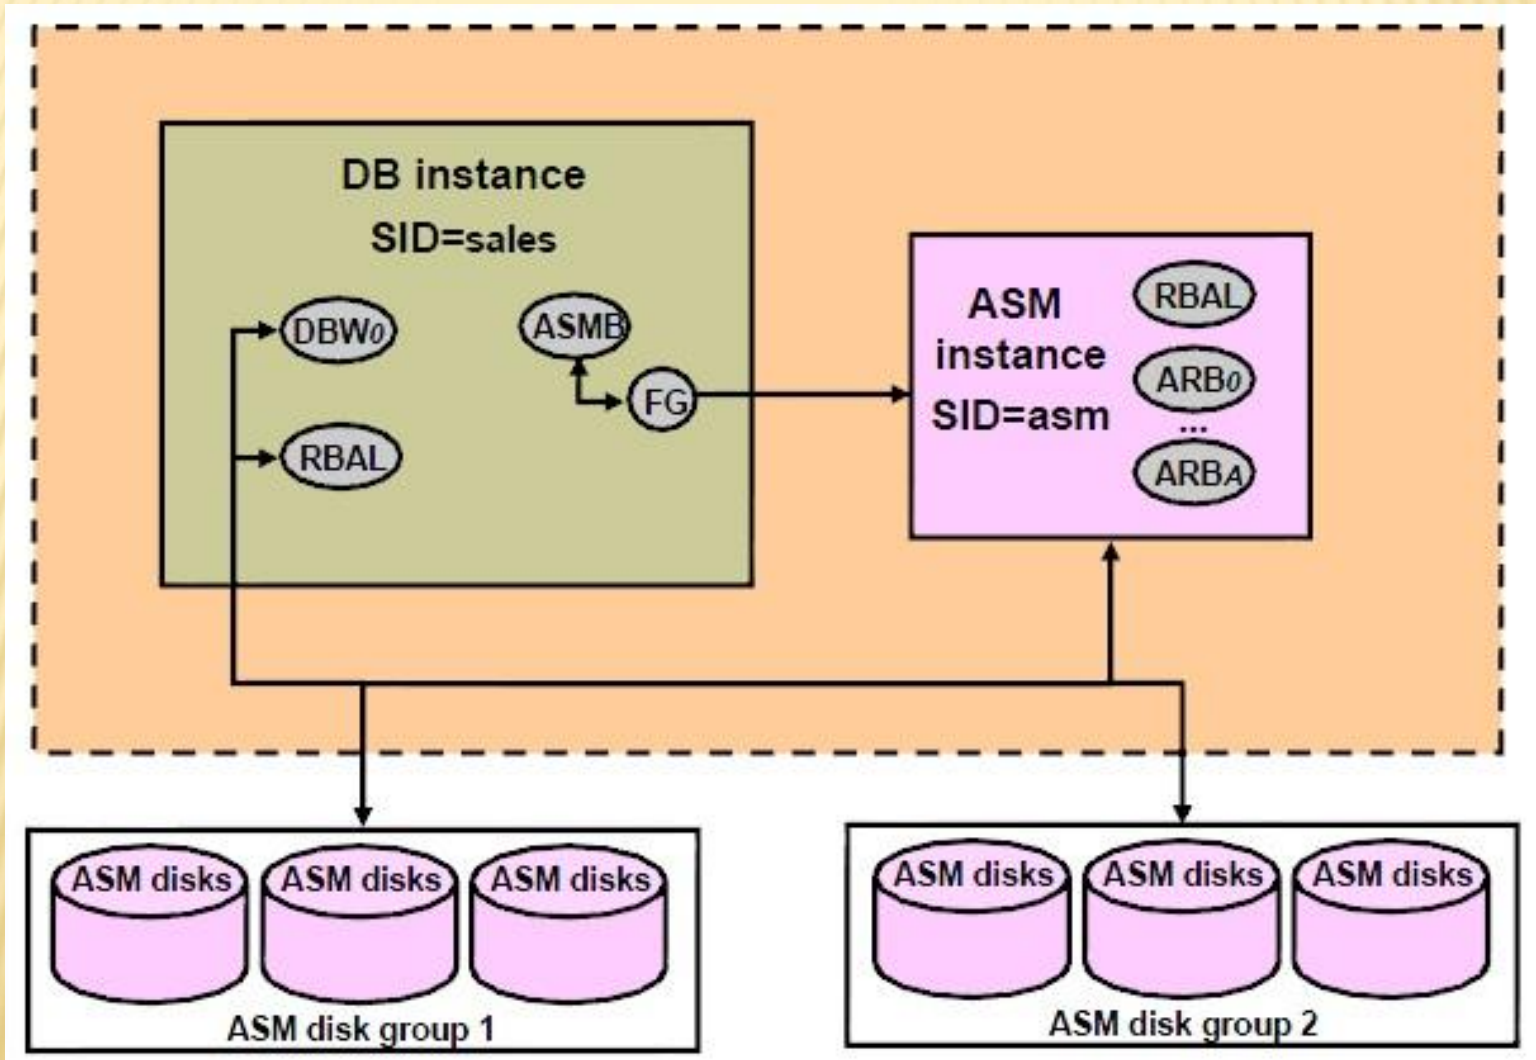 DB instance
SID=sales
DBW0
ASMB
FG
RBAL
ASM
instance
SID=asm
RBAL
ARB0
...
ARBA
ASM disks
ASM disks
ASM disks
ASM disk group 1
ASM disks
ASM disks
ASM disks
ASM disk group 2